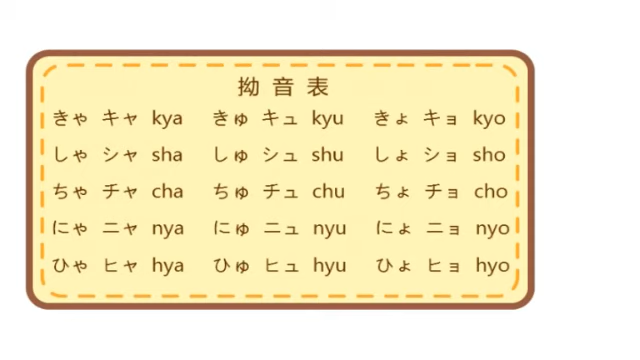 拗音表
きゃ キャ kya きゅ キュ kyu きょ キョ kyo
しゃ シャ sha しゅ シュ shu しょ ショ sho
ちゃ チャ cha ちゅ チュ chu ちょ チョ cho
にゃ ニャ nya にゅ ニュ nyu にょ ニョ nyo
ひゃ ヒャ hya ひゅ ヒュ hyu ひょ ヒョ hyo